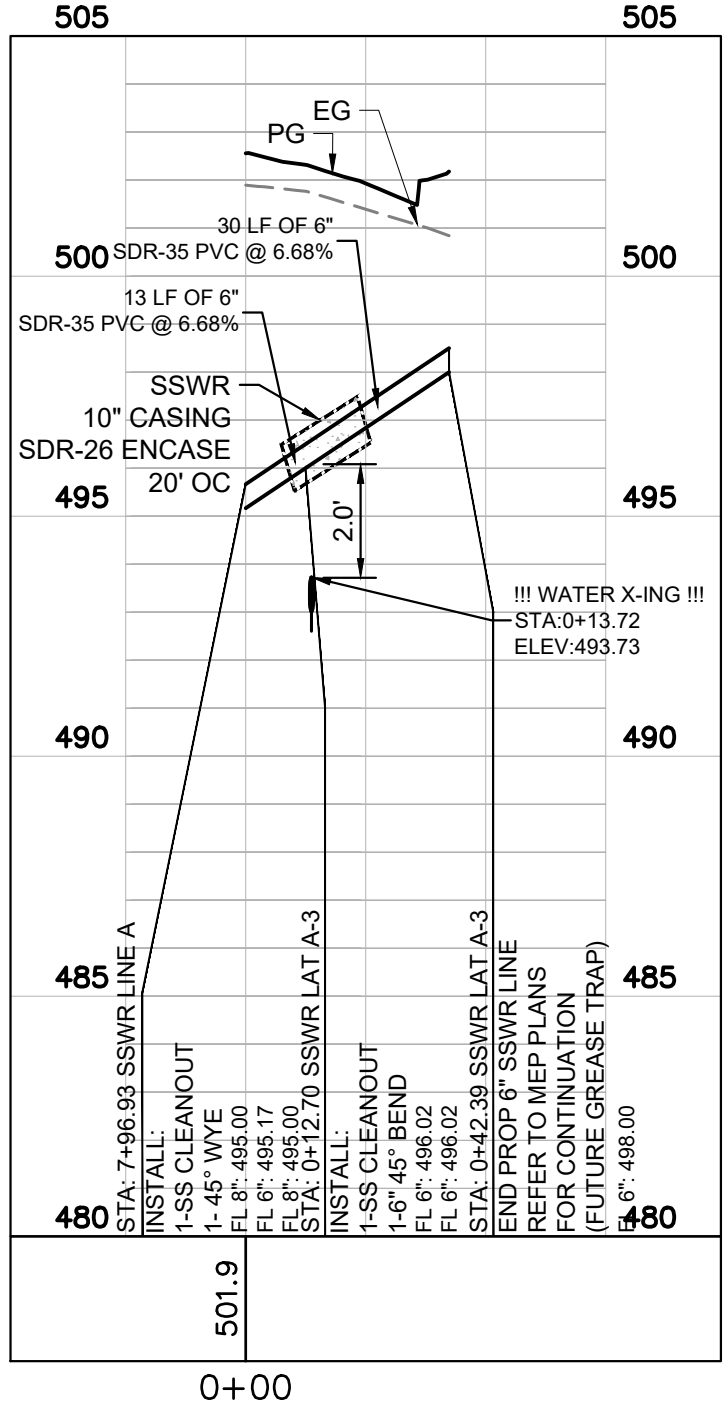 505
505
EG
PG
30 LF OF 6"
SDR-35 PVC @ 6.68%
500
500
13 LF OF 6"
SDR-35 PVC @ 6.68%
SSWR
10" CASING
SDR-26 ENCASE
20' OC
495
495
2.0'
!!! WATER X-ING !!!
STA:0+13.72
ELEV:493.73
490
490
485
485
STA: 7+96.93 SSWR LINE A
INSTALL:
1-SS CLEANOUT
1- 45° WYE
FL 8": 495.00
FL 6": 495.17
FL 8": 495.00
STA: 0+12.70 SSWR LAT A-3
INSTALL:
1-SS CLEANOUT
1-6" 45° BEND
FL 6": 496.02
FL 6": 496.02
STA: 0+42.39 SSWR LAT A-3
END PROP 6" SSWR LINE
REFER TO MEP PLANS
FOR CONTINUATION
(FUTURE GREASE TRAP)
FL 6": 498.00
480
480
501.9
0+00